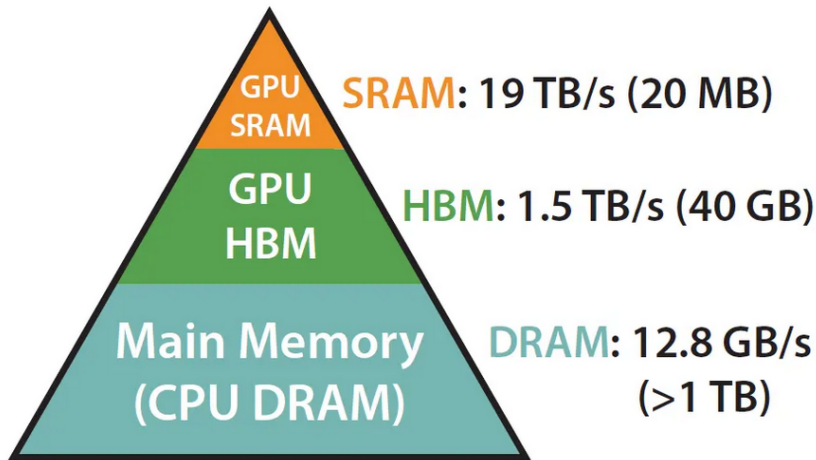 GPU
SRAM
SRAM: 19 TB/s (20 MB)
GPU
HBM
HBM: 1.5 TB/s (40 GB)
Main Memory
(CPU DRAM)
DRAM: 12.8 GB/s
(>1 TB)